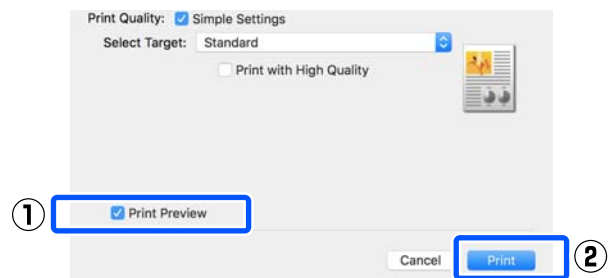 Print Quality: Simple Settings
Select Target: Standard
Print with High Quality
① Print Preview
Cancel Print ②